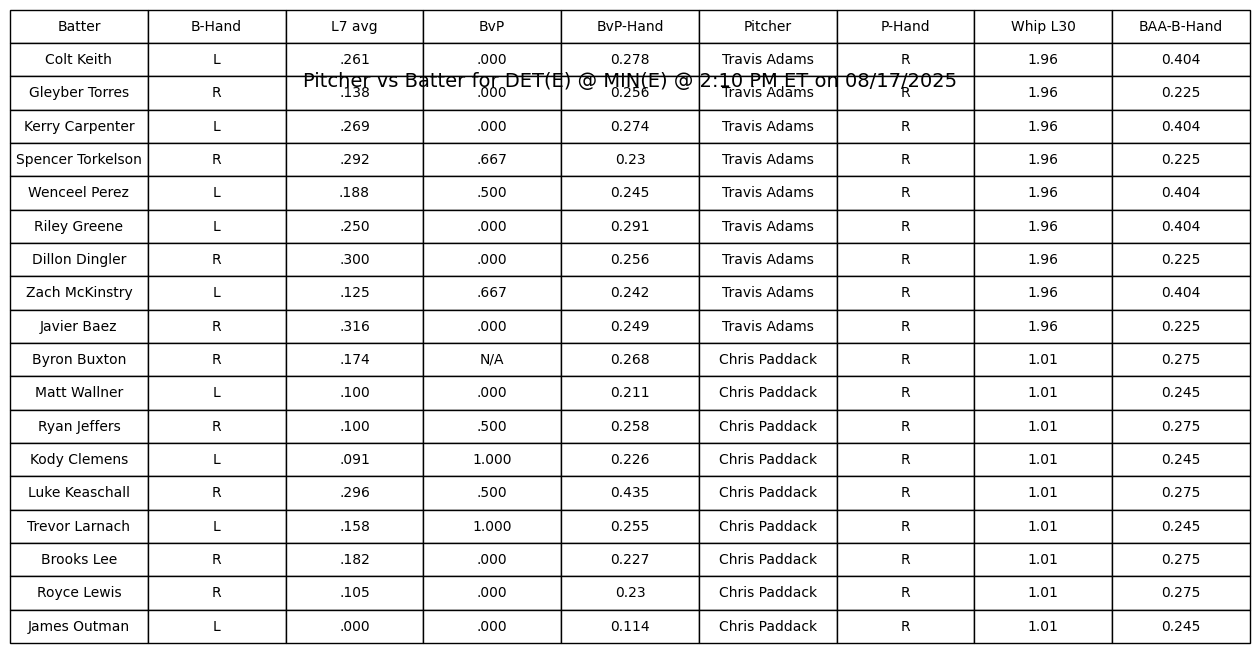 Batter B-Hand L7 avg BvP BvP-Hand Pitcher P-Hand Whip L30 BAA-B-Hand
Colt Keith L .261 .000 0.278 Travis Adams R 1.96 0.404
Pitcher vs Batter for DET(E) @ MIN(E) @ 2:10 PM ET on 08/17/2025
Gleyber Torres R .138 .000 0.256 Travis Adams R 1.96 0.225
Kerry Carpenter L .269 .000 0.274 Travis Adams R 1.96 0.404
Spencer Torkelson R .292 .667 0.23 Travis Adams R 1.96 0.225
Wenceel Perez L .188 .500 0.245 Travis Adams R 1.96 0.404
Riley Greene L .250 .000 0.291 Travis Adams R 1.96 0.404
Dillon Dingler R .300 .000 0.256 Travis Adams R 1.96 0.225
Zach McKinstry L .125 .667 0.242 Travis Adams R 1.96 0.404
Javier Baez R .316 .000 0.249 Travis Adams R 1.96 0.225
Byron Buxton R .174 N/A 0.268 Chris Paddack R 1.01 0.275
Matt Wallner L .100 .000 0.211 Chris Paddack R 1.01 0.245
Ryan Jeffers R .100 .500 0.258 Chris Paddack R 1.01 0.275
Kody Clemens L .091 1.000 0.226 Chris Paddack R 1.01 0.245
Luke Keaschall R .296 .500 0.435 Chris Paddack R 1.01 0.275
Trevor Larnach L .158 1.000 0.255 Chris Paddack R 1.01 0.245
Brooks Lee R .182 .000 0.227 Chris Paddack R 1.01 0.275
Royce Lewis R .105 .000 0.23 Chris Paddack R 1.01 0.275
James Outman L .000 .000 0.114 Chris Paddack R 1.01 0.245